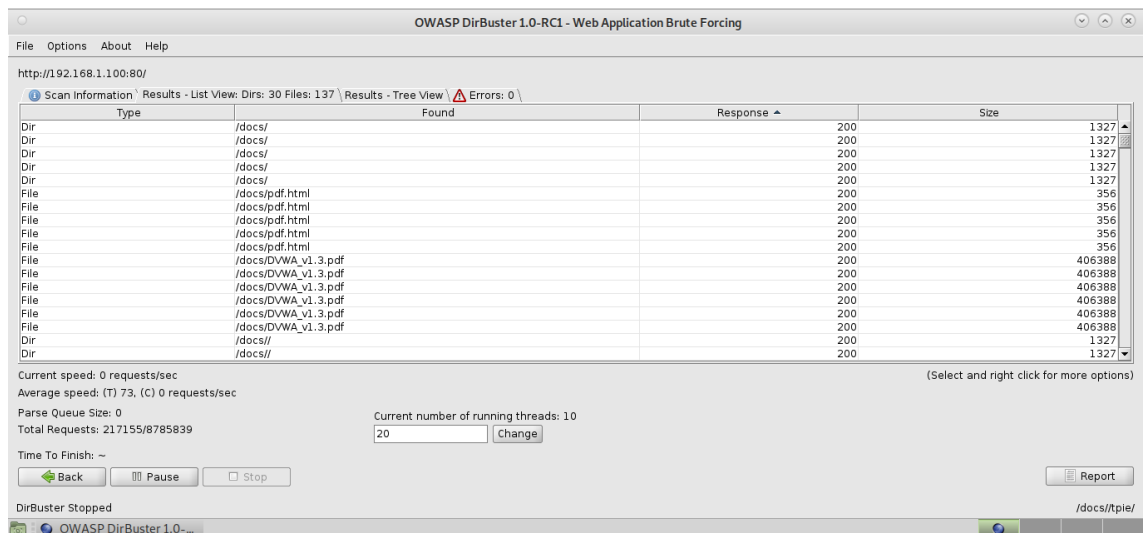 OWASP DirBuster 1.0-RC1 - Web Application Brute Forcing
File Options About Help
http://192.168.1.100:80/
Scan Information Results - List View: Dirs: 30 Files: 137 Results - Tree View Errors: 0
Type Found Response Size
Dir /docs/ 200 1327
Dir /docs/ 200 1327
Dir /docs/ 200 1327
Dir /docs/ 200 1327
Dir /docs/ 200 1327
File /docs/pdf.html 200 356
File /docs/pdf.html 200 356
File /docs/pdf.html 200 356
File /docs/pdf.html 200 356
File /docs/pdf.html 200 356
File /docs/DVWA_v1.3.pdf 200 406388
File /docs/DVWA_v1.3.pdf 200 406388
File /docs/DVWA_v1.3.pdf 200 406388
File /docs/DVWA_v1.3.pdf 200 406388
File /docs/DVWA_v1.3.pdf 200 406388
File /docs/DVWA_v1.3.pdf 200 406388
Dir /docs// 200 1327
Dir /docs// 200 1327
Current speed: 0 requests/sec (Select and right click for more options)
Average speed: (T) 73, (C) 0 requests/sec
Parse Queue Size: 0 Current number of running threads: 10
Total Requests: 217155/8785839 20 Change
Time To Finish: ~
Back Pause Stop Report
DirBuster Stopped /docs//tpie/
OWASP DirBuster 1.0-...